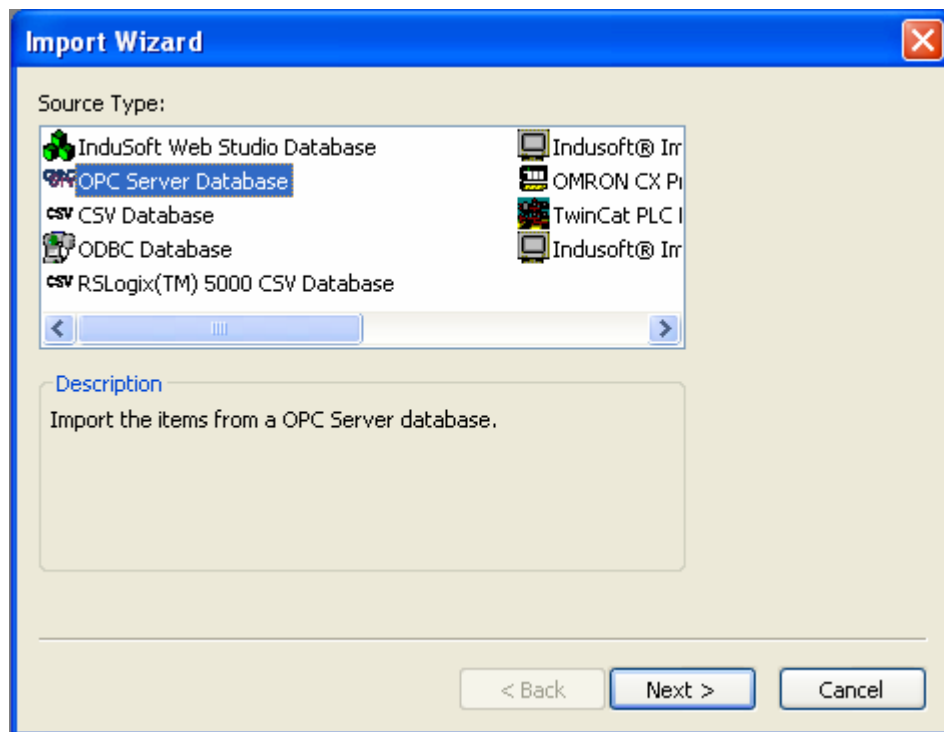 Import Wizard
Source Type:
InduSoft Web Studio Database
OPC Server Database
CSV CSV Database
ODBC Database
CSV RSLogix(TM) 5000 CSV Database
Indusoft® Im
OMRON CX Pr
TwinCat PLC I
Indusoft® Im
Description
Import the items from a OPC Server database.
< Back
Next >
Cancel